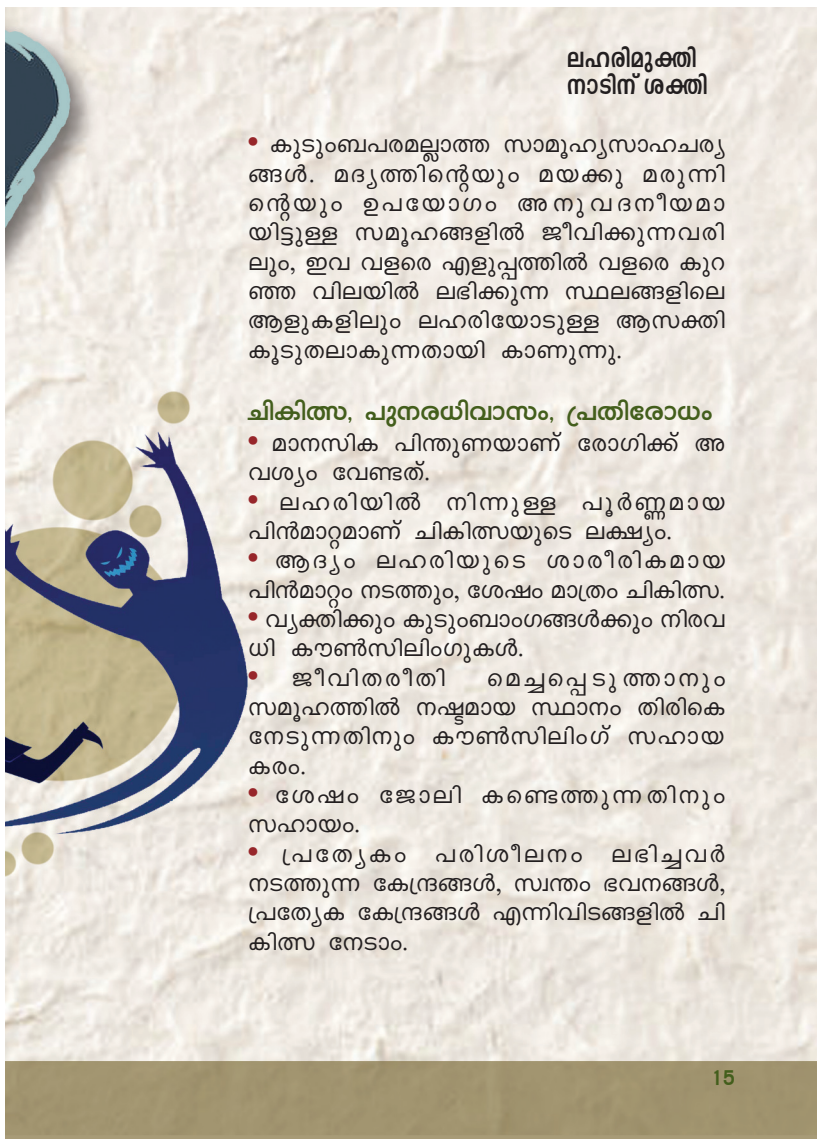 ലഹരിമുക്തി
നാടിന് ശക്തി
• കുടുംബപരമല്ലാത്ത സാമൂഹ്യസാഹചര്യ
ങ്ങൾ. മദ്യത്തിന്റെയും മയക്കു മരുന്നി
ന്റെയും ഉപയോഗം അനുവദനീയമാ
യിട്ടുള്ള സമൂഹങ്ങളിൽ ജീവിക്കുന്നവരി
ലും, ഇവ വളരെ എളുപ്പത്തിൽ വളരെ കുറ
ഞ്ഞ വിലയിൽ ലഭിക്കുന്ന സ്ഥലങ്ങളിലെ
ആളുകളിലും ലഹരിയോടുള്ള ആസക്തി
കൂടുതലാകുന്നതായി കാണുന്നു.
ചികിത്സ, പുനരധിവാസം, പ്രതിരോധം
• മാനസിക പിന്തുണയാണ് രോഗിക്ക് അ
വശ്യം വേണ്ടത്.
• ലഹരിയിൽ നിന്നുള്ള പൂർണ്ണമായ
പിൻമാറ്റമാണ് ചികിത്സയുടെ ലക്ഷ്യം.
• ആദ്യം ലഹരിയുടെ ശാരീരികമായ
പിൻമാറ്റം നടത്തും, ശേഷം മാത്രം ചികിത്സ.
• വ്യക്തിക്കും കുടുംബാംഗങ്ങൾക്കും നിരവ
ധി കൗൺസിലിംഗുകൾ.
• ജീവിതരീതി മെച്ചപ്പെടുത്താനും
സമൂഹത്തിൽ നഷ്ടമായ സ്ഥാനം തിരികെ
നേടുന്നതിനും കൗൺസിലിംഗ് സഹായ
കരം.
• ശേഷം ജോലി കണ്ടെത്തുന്നതിനും
സഹായം.
• പ്രത്യേകം പരിശീലനം ലഭിച്ചവർ
നടത്തുന്ന കേന്ദ്രങ്ങൾ, സ്വന്തം ഭവനങ്ങൾ,
പ്രത്യേക കേന്ദ്രങ്ങൾ എന്നിവിടങ്ങളിൽ ചി
കിത്സ നേടാം.
15